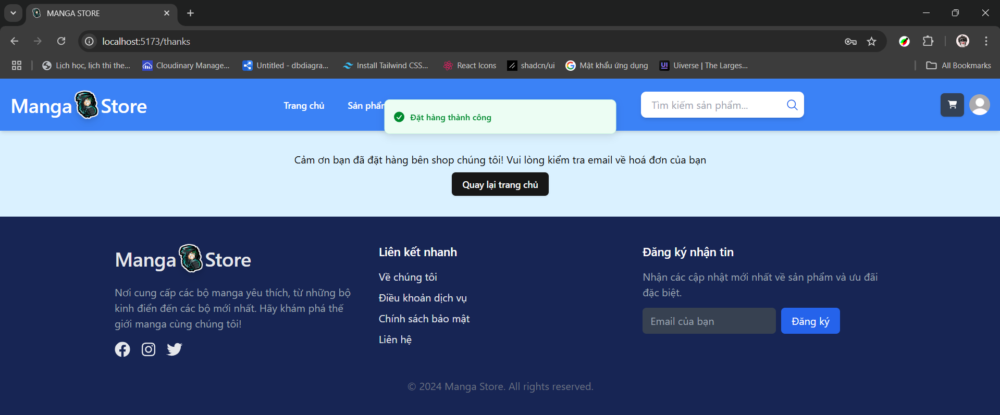 MANGA STORE
localhost:5173/thanks
Lịch học, lịch thi the...
Cloudinary Manage...
Untitled - dbdiagra...
Install Tailwind CSS...
React Icons
shadcn/ui
Mật khẩu ứng dụng
Uiverse | The Larges...
All Bookmarks
Manga Store
Trang chủ
Đặt hàng thành công
Tìm kiếm sản phẩm...
Cảm ơn bạn đã đặt hàng bên shop chúng tôi! Vui lòng kiểm tra email về hoá đơn của bạn
Quay lại trang chủ
Manga Store
Nơi cung cấp các bộ manga yêu thích, từ những bộ
kinh điển đến các bộ mới nhất. Hãy khám phá thế
giới manga cùng chúng tôi!
Liên kết nhanh
Về chúng tôi
Điều khoản dịch vụ
Chính sách bảo mật
Liên hệ
Đăng ký nhận tin
Nhận các cập nhật mới nhất về sản phẩm và ưu đãi
đặc biệt.
Email của bạn
Đăng ký
© 2024 Manga Store. All rights reserved.